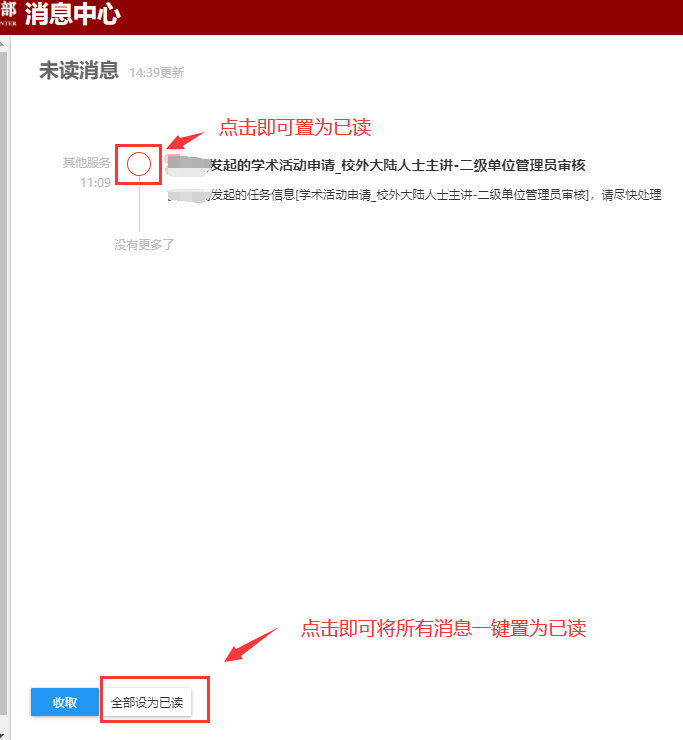 部 消息中心
NTER
未读消息 14:39更新
点击即可置为已读
其他服务
发起的学术活动申请_校外大陆人士主讲-二级单位管理员审核
11:09
发起的任务信息[学术活动申请_校外大陆人士主讲-二级单位管理员审核]，请尽快处理
没有更多了
点击即可将所有消息一键置为已读
收取 全部设为已读